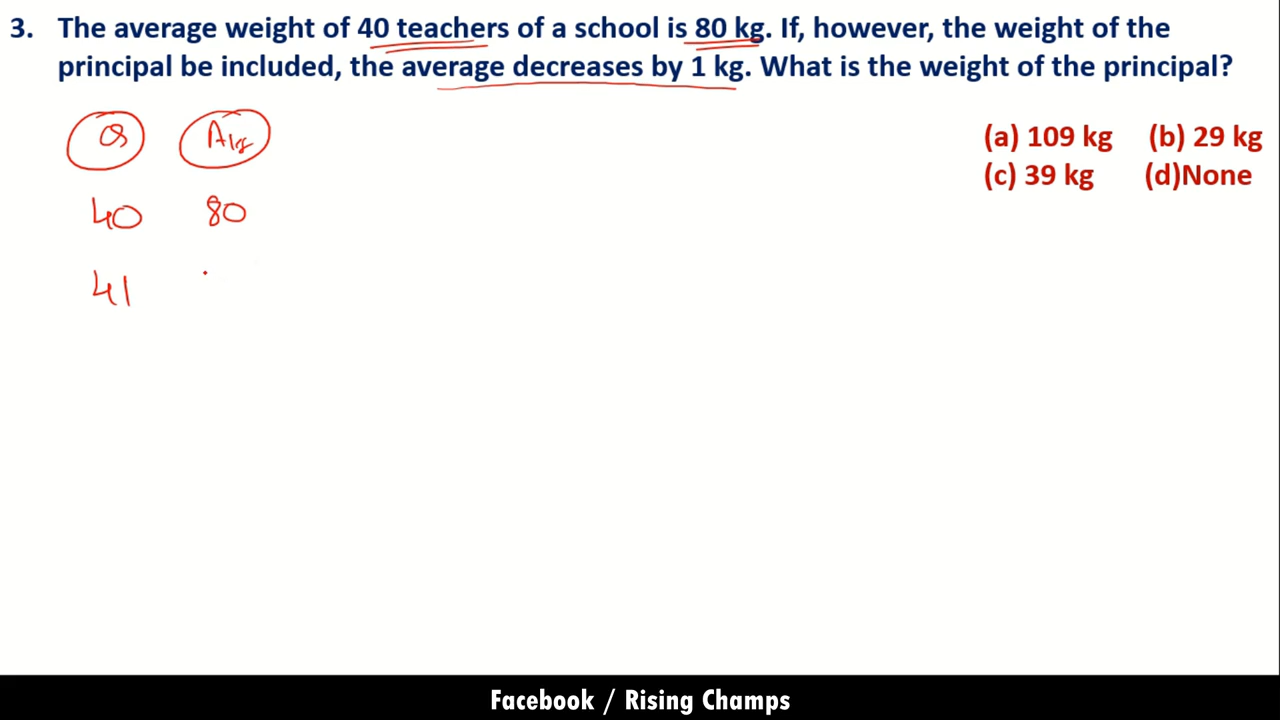 3. The average weight of 40 teachers of a school is 80 kg. If, however, the weight of the
principal be included, the average decreases by 1 kg. What is the weight of the principal?
(a) 109 kg (b) 29 kg
(c) 39 kg (d)None
40 80
41
Facebook / Rising Champs